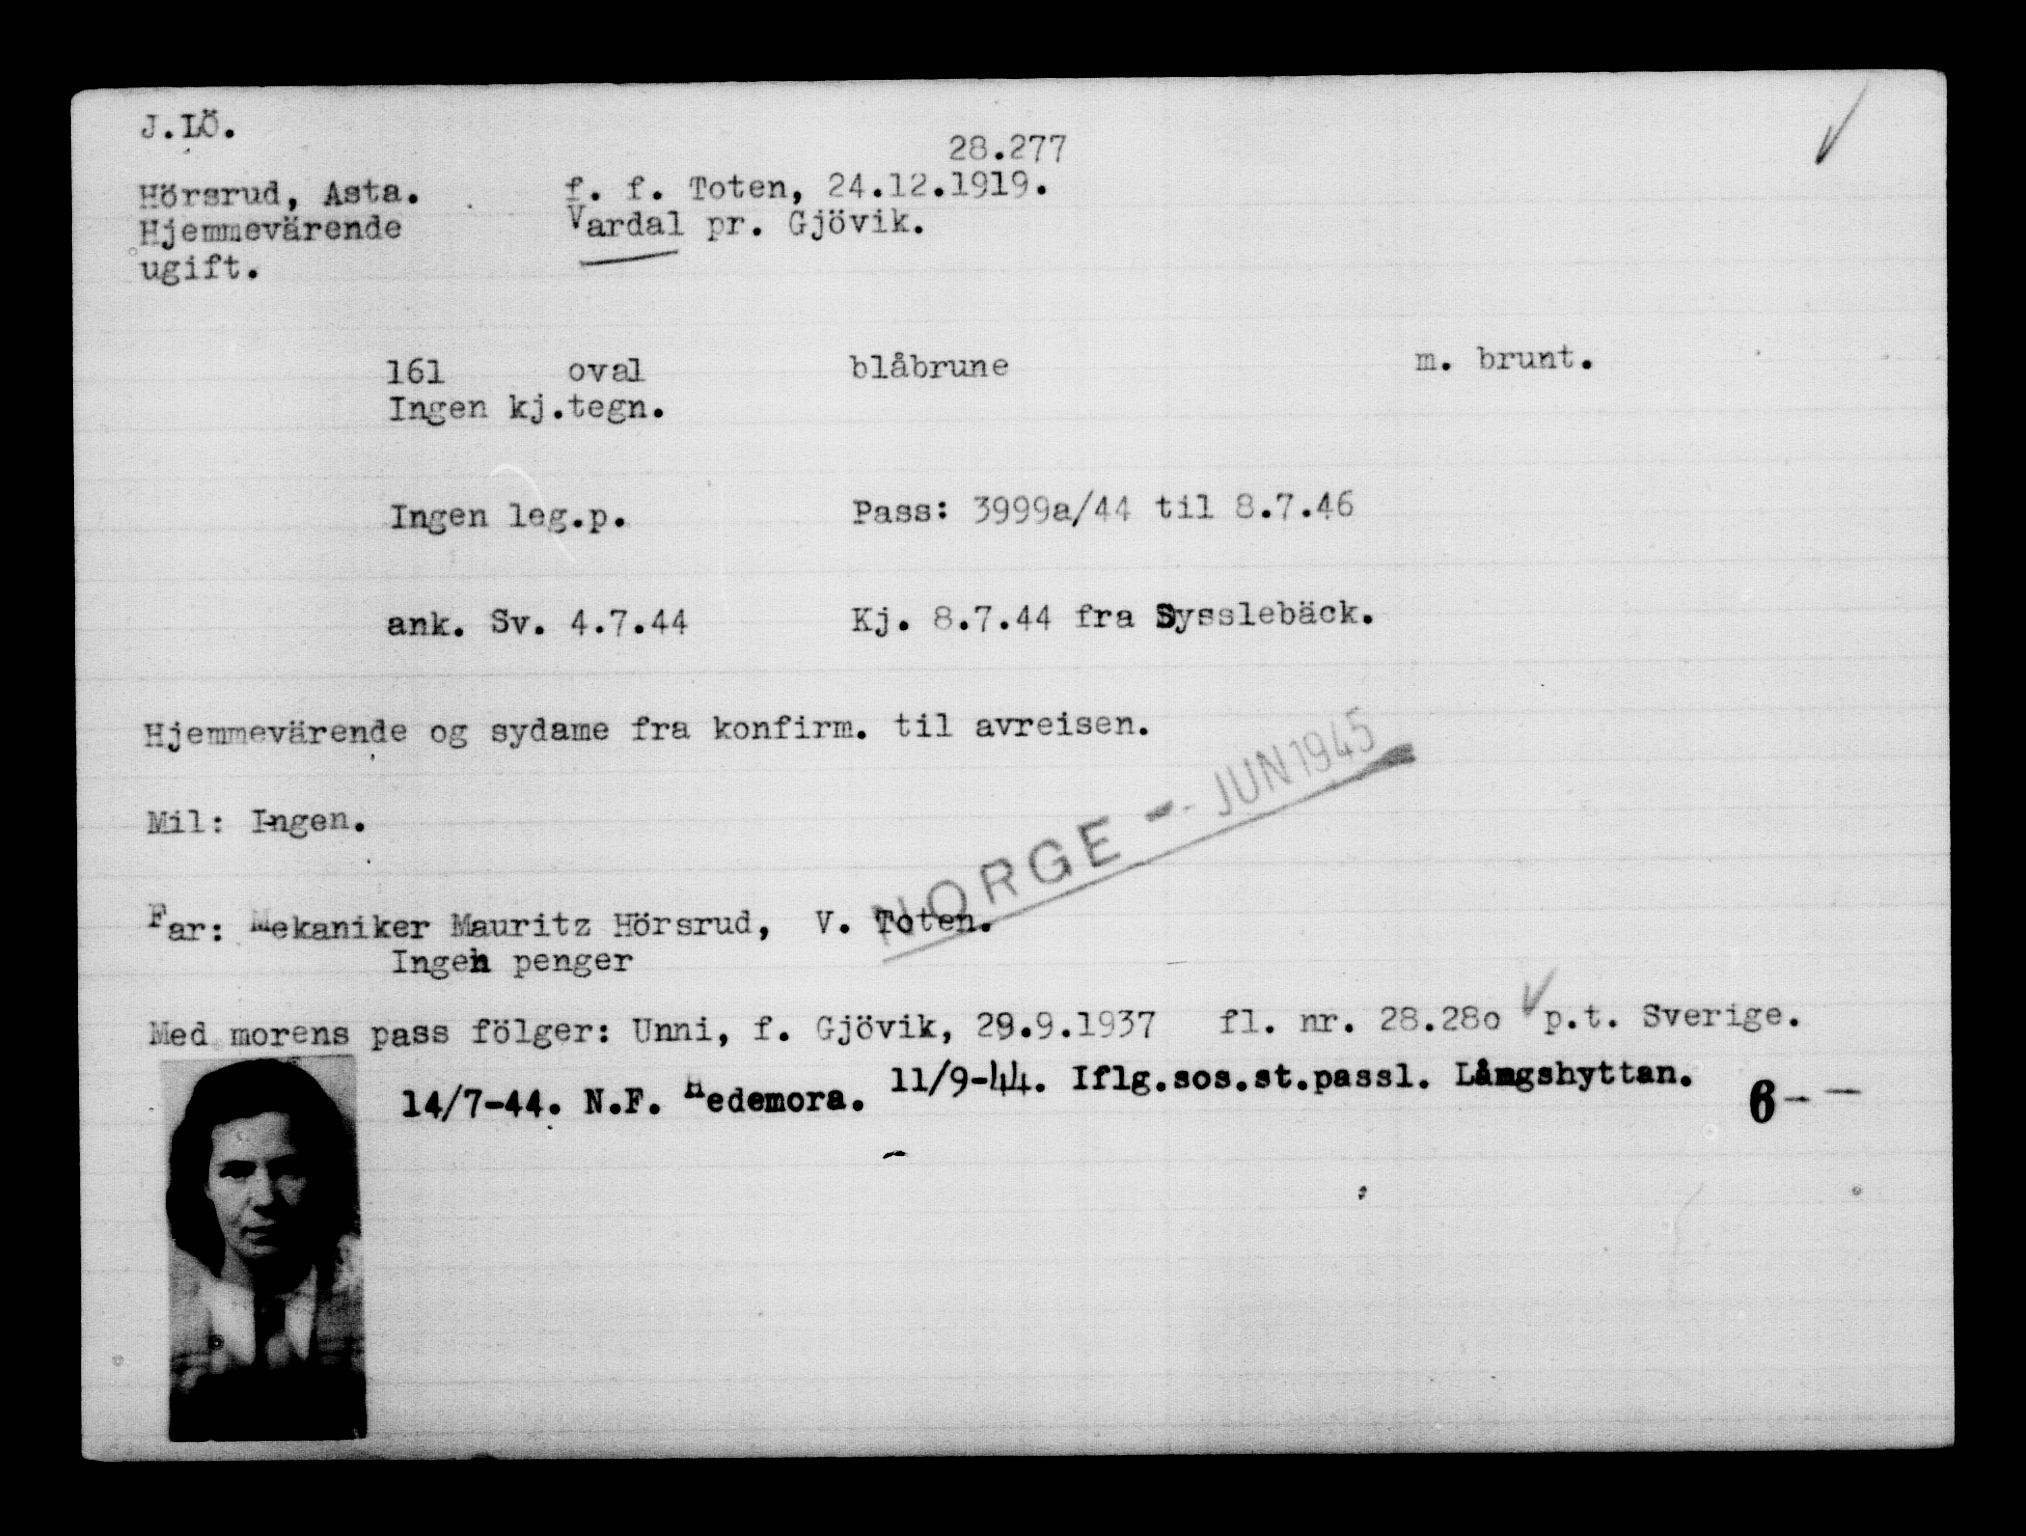 J.LÖ.
28.277
Hörsrud, Asta. f. f. Toten, 24.12.1919.
Hjemmevärende Vardal pr. Gjövik.
ugift.
161 oval blåbrune m. brunt.
Ingen kj.tegn.
Ingen leg.p. Pass: 3999a/44 til 8.7.46
ank. Sv. 4.7.44 Kj. 8.7.44 fra Sysslebäck.
Hjemmevärende og sydame fra konfirm. til avreisen.
NORGE - JUN 1945
Mil: Ingen.
Far: Mekaniker Mauritz Hörsrud, V. Toten.
Ingen penger
Med morens pass fölger: Unni, f. Gjövik, 29.9.1937 fl. nr. 28.28o p.t. Sverige.
14/7-44. N.F. Hedemora. 11/9-44. Iflg.sos.st.passl. Långshyttan.
6--